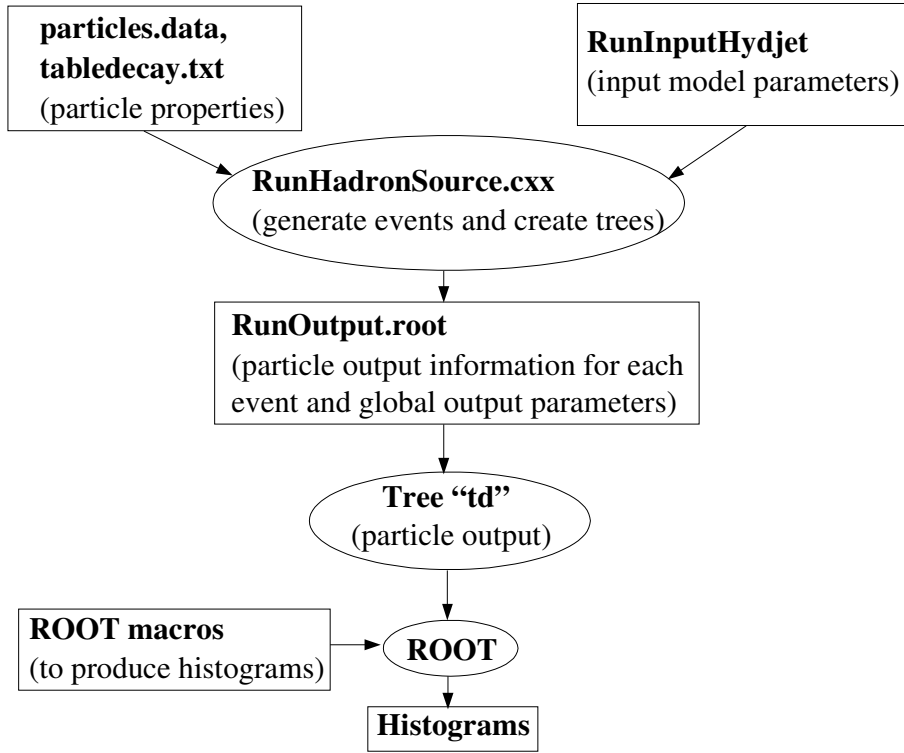 particles.data,
tabledecay.txt
(particle properties)
RunInputHydjet
(input model parameters)
RunHadronSource.cxx
(generate events and create trees)
RunOutput.root
(particle output information for each
event and global output parameters)
Tree “td”
(particle output)
ROOT macros
(to produce histograms)
ROOT
Histograms